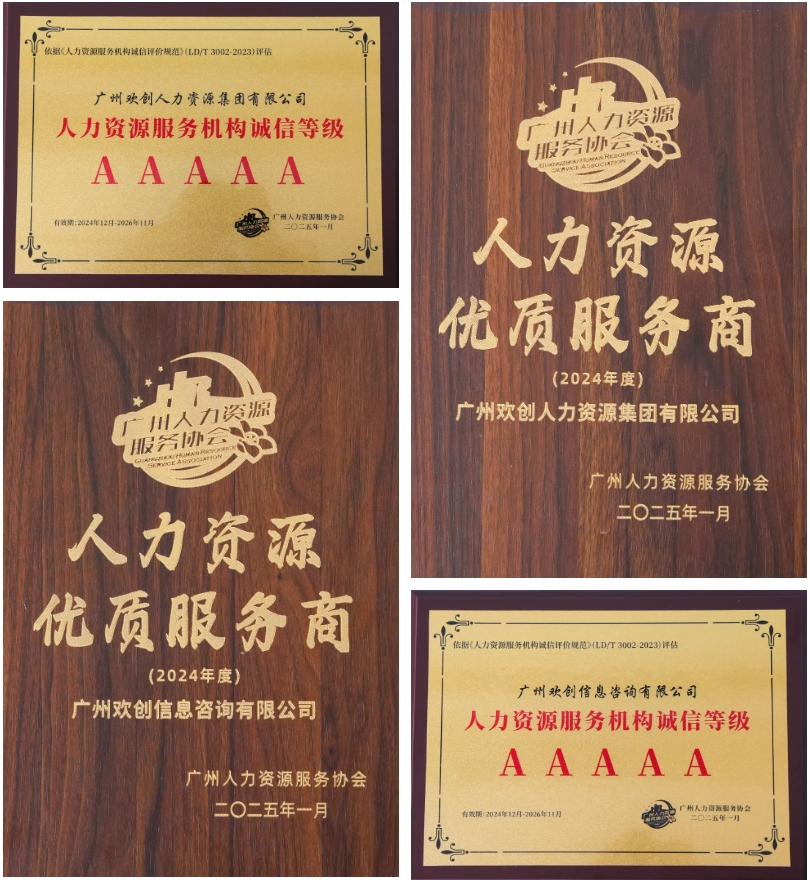 依据《人力资源服务机构诚信评价规范》(LD/T 3002-2023)评估
广州欢创人力资源集团有限公司
人力资源服务机构诚信等级
AAAAA
有效期:2024年12月-2026年11月
广州人力资源服务协会
二〇二五年一月
广州人力资源
服务协会
GUANGZHOU HUMAN RESOURCE
SERVICE ASSOCIATION
人力资源
优质服务商
(2024年度)
广州欢创人力资源集团有限公司
广州人力资源服务协会
二〇二五年一月
广州人力资源
服务协会
GUANGZHOU HUMAN RESOURCE
SERVICE ASSOCIATION
人力资源
优质服务商
(2024年度)
广州欢创信息咨询有限公司
广州人力资源服务协会
二〇二五年一月
依据《人力资源服务机构诚信评价规范》(LD/T 3002-2023)评估
广州欢创信息咨询有限公司
人力资源服务机构诚信等级
AAAAA
有效期:2024年12月-2026年11月
广州人力资源服务协会
二〇二五年一月